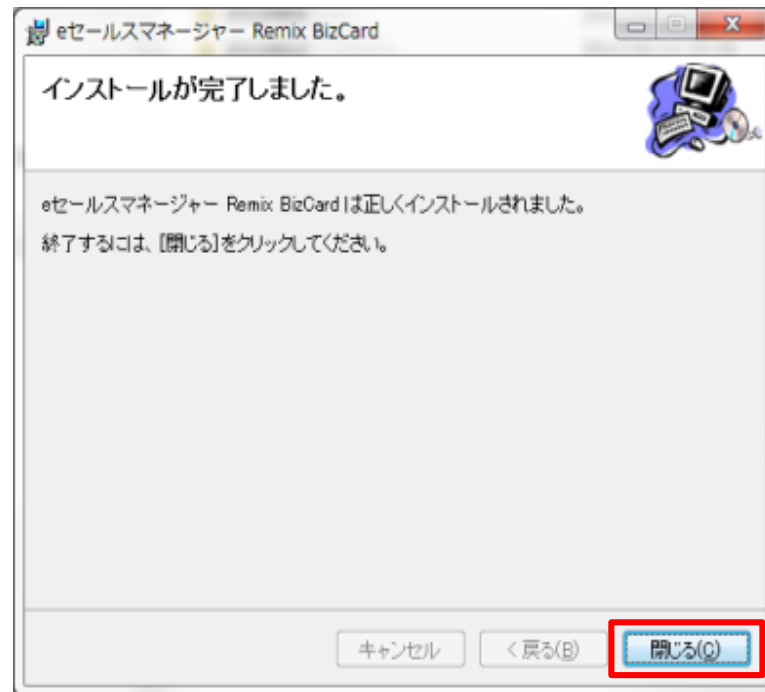 eセールスマネージャー Remix BizCard
インストールが完了しました。
eセールスマネージャー Remix BizCard は正しくインストールされました。
終了するには、[閉じる]をクリックしてください。
キャンセル
< 戻る(B)
閉じる(C)